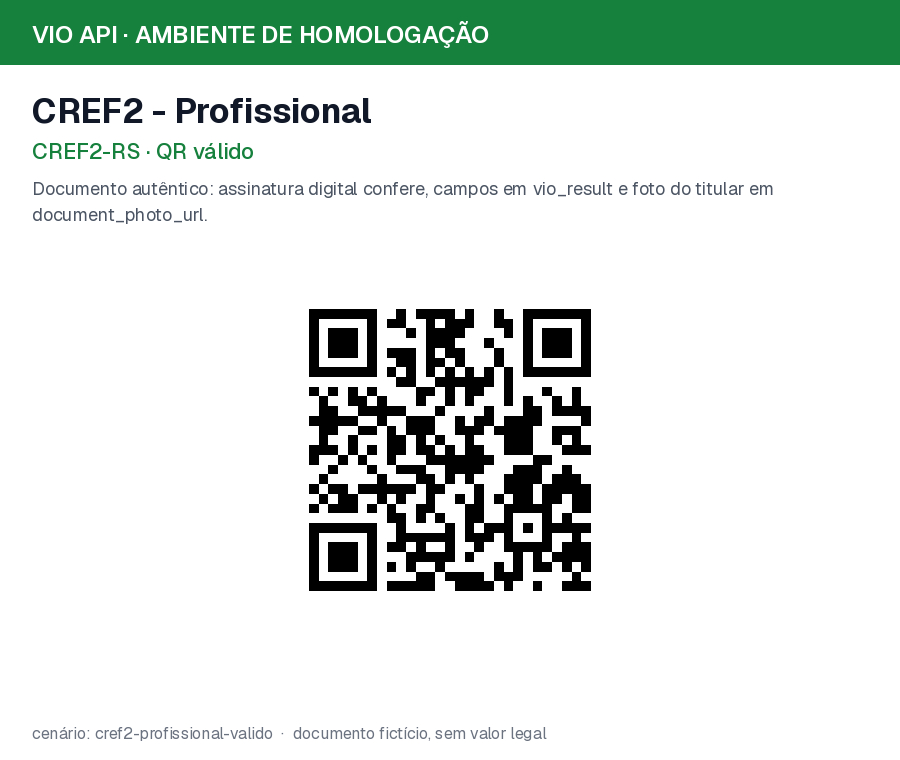 VIO API · AMBIENTE DE HOMOLOGAÇÃO
CREF2 - Profissional
CREF2-RS · QR válido
Documento autêntico: assinatura digital confere, campos em vio_result e foto do titular em
document_photo_url.
cenário: cref2-profissional-valido · documento fictício, sem valor legal